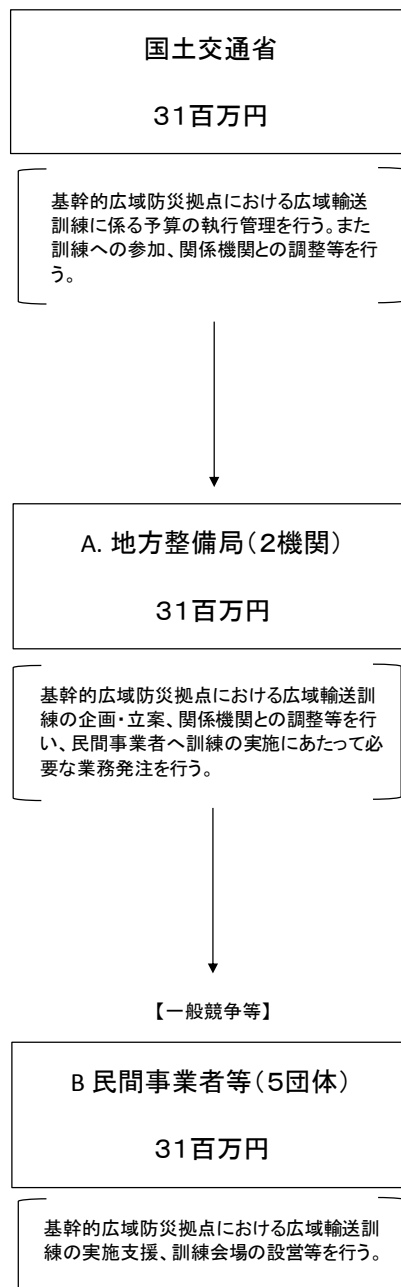 国土交通省
31百万円
基幹的広域防災拠点における広域輸送
訓練に係る予算の執行管理を行う。また
訓練への参加、関係機関との調整等を行
う。
A. 地方整備局(2機関)
31百万円
基幹的広域防災拠点における広域輸送訓
練の企画・立案、関係機関との調整等を行
い、民間事業者へ訓練の実施にあたって必
要な業務発注を行う。
【一般競争等】
B 民間事業者等(5団体)
31百万円
基幹的広域防災拠点における広域輸送訓
練の実施支援、訓練会場の設営等を行う。